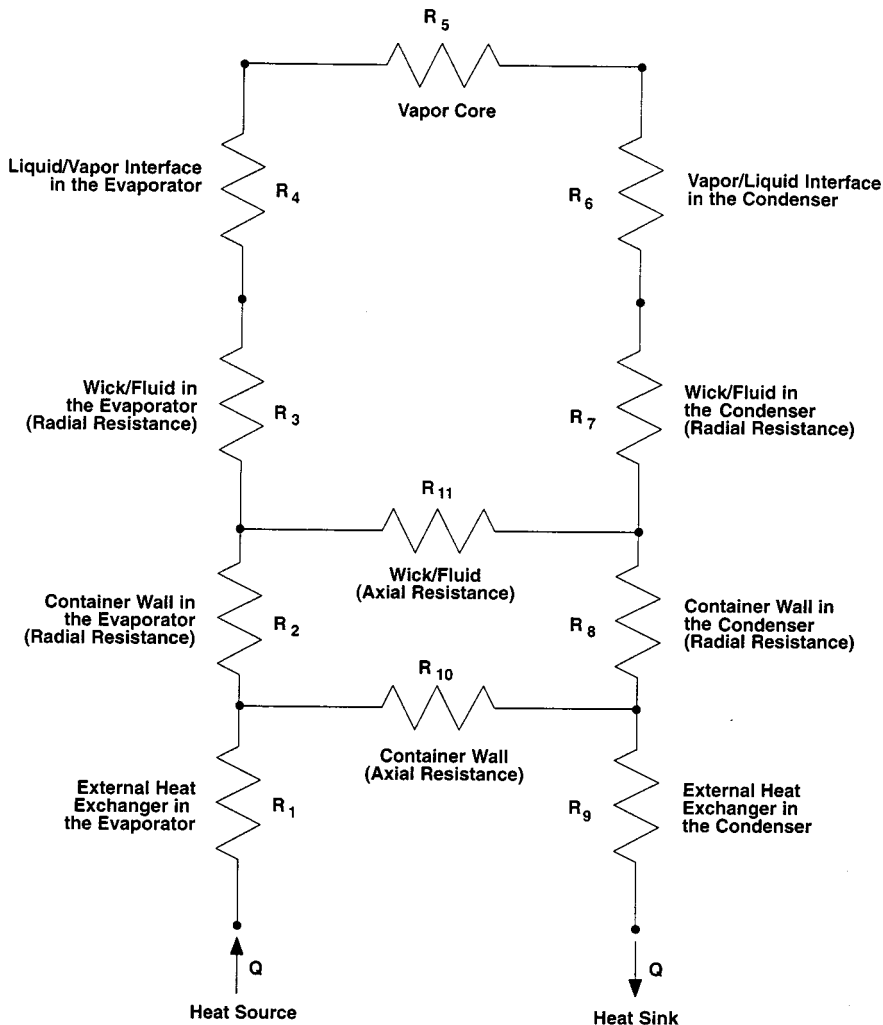 R5
Vapor Core
Liquid/Vapor Interface
in the Evaporator
R4
R6
Vapor/Liquid Interface
in the Condenser
Wick/Fluid in
the Evaporator
(Radial Resistance)
R3
R7
Wick/Fluid in
the Condenser
(Radial Resistance)
R11
Wick/Fluid
(Axial Resistance)
Container Wall in
the Evaporator
(Radial Resistance)
R2
R8
Container Wall in
the Condenser
(Radial Resistance)
R10
Container Wall
(Axial Resistance)
External Heat
Exchanger in
the Evaporator
R1
R9
External Heat
Exchanger in
the Condenser
Q
Heat Source
Q
Heat Sink